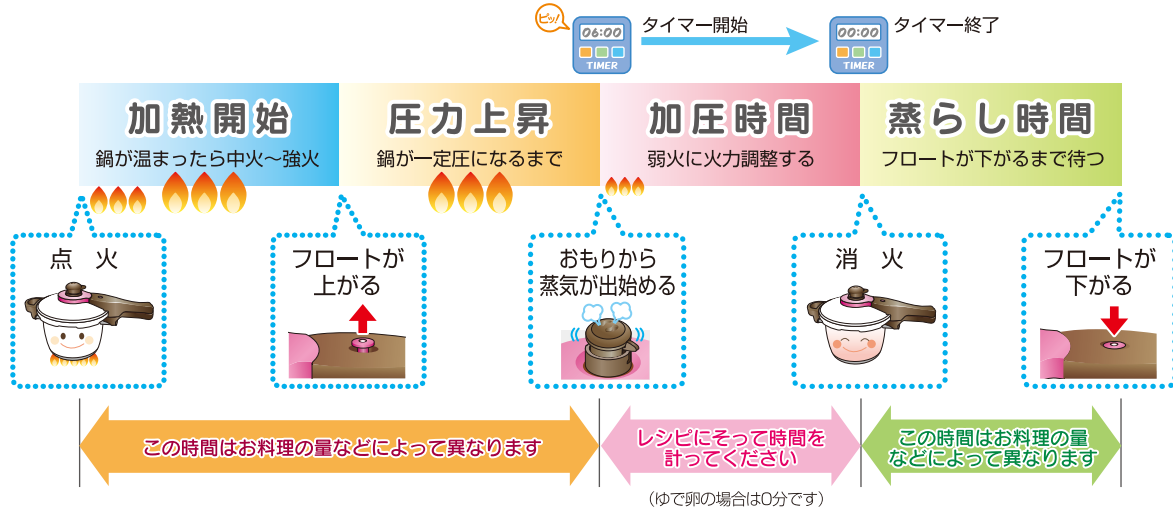 ピッ!
06:00
TIMER
タイマー開始
00:00
TIMER
タイマー終了
加熱開始
鍋が温まったら中火～強火
圧力上昇
鍋が一定圧になるまで
加圧時間
弱火に火力調整する
蒸らし時間
フロートが下がるまで待つ
点 火
フロートが
上がる
おもりから
蒸気が出始める
消 火
フロートが
下がる
この時間はお料理の量などによって異なります
レシピにそって時間を
計ってください
この時間はお料理の量
などによって異なります
（ゆで卵の場合は0分です）